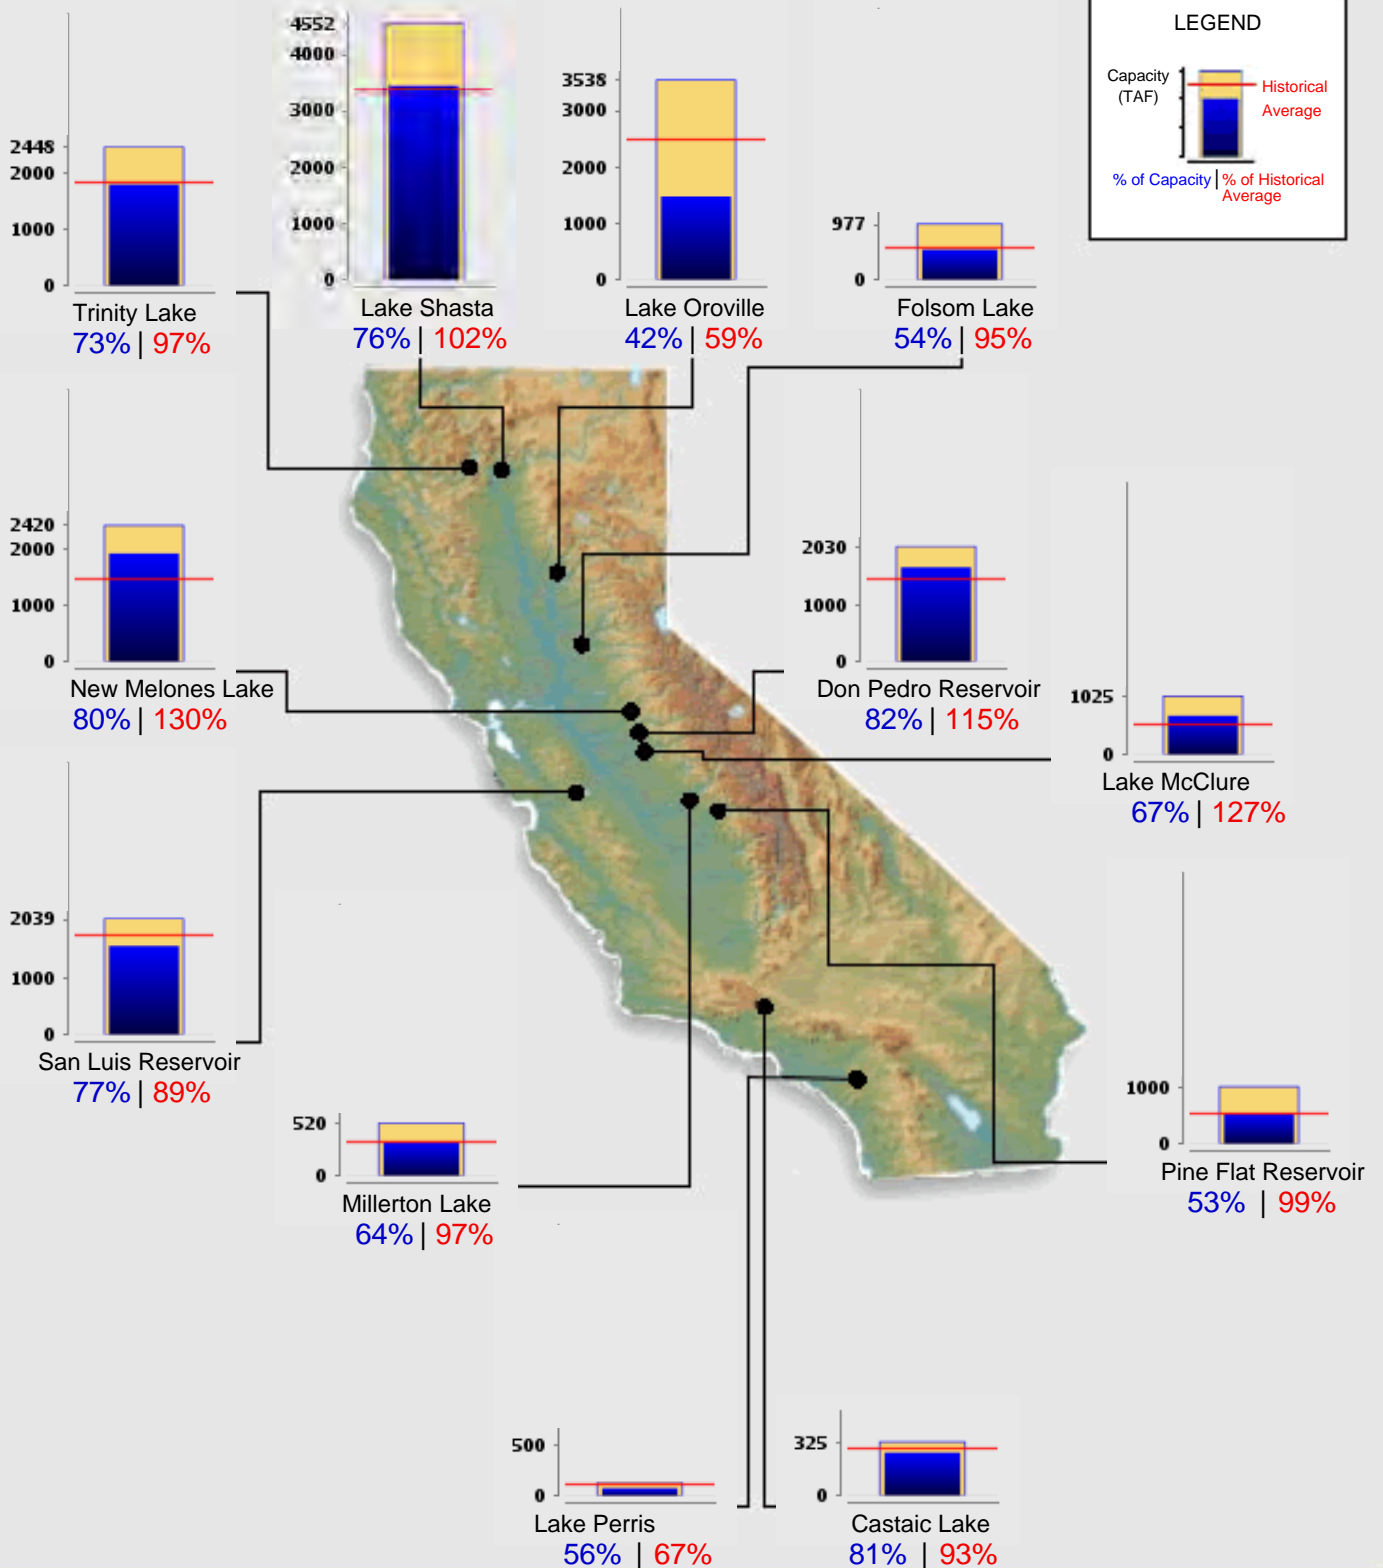 LEGEND
Capacity
(TAF)
Historical
Average
% of Capacity | % of Historical
Average
2448
2000
1000
0
Trinity Lake
73% | 97%
4552
4000
3000
2000
1000
0
Lake Shasta
76% | 102%
3538
3000
2000
1000
0
Lake Oroville
42% | 59%
977
0
Folsom Lake
54% | 95%
2420
2000
1000
0
New Melones Lake
80% | 130%
2030
1000
0
Don Pedro Reservoir
82% | 115%
1025
0
Lake McClure
67% | 127%
2039
1000
0
San Luis Reservoir
77% | 89%
520
0
Millerton Lake
64% | 97%
1000
0
Pine Flat Reservoir
53% | 99%
500
0
Lake Perris
56% | 67%
325
0
Castaic Lake
81% | 93%